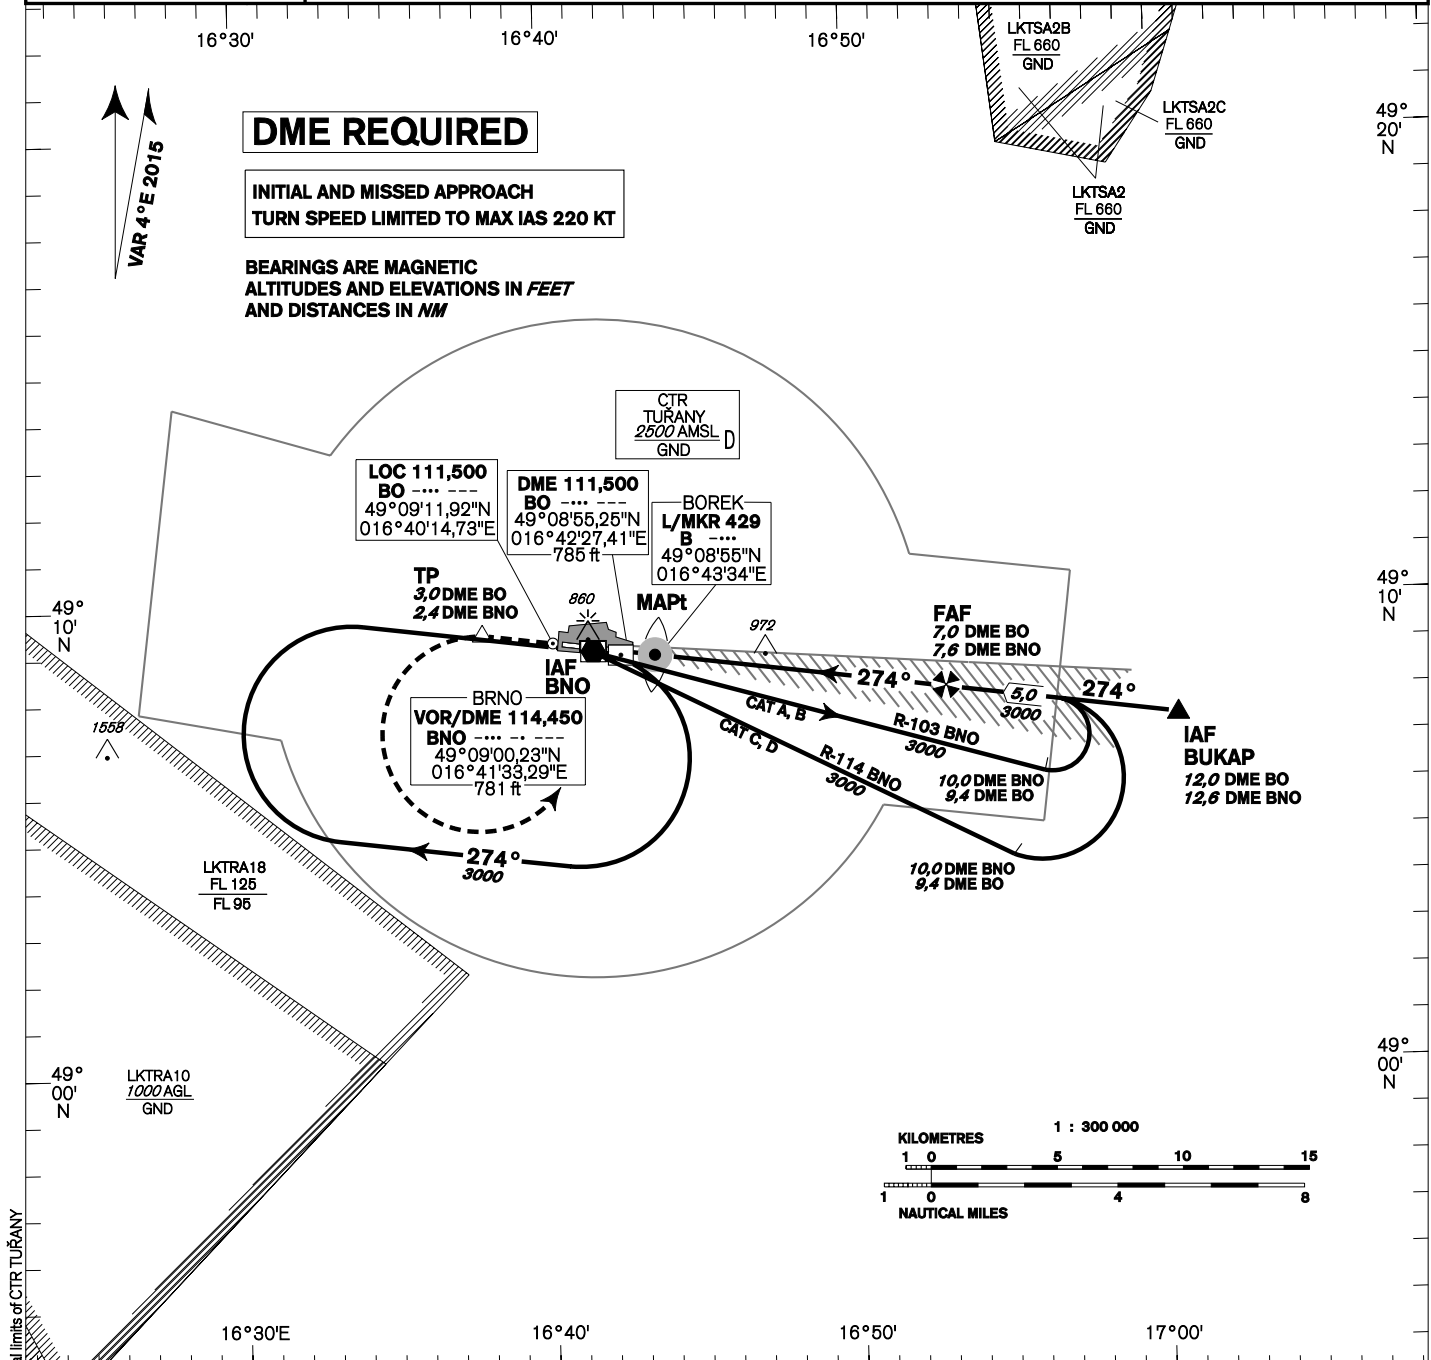 16°30'
16°40'
16°50'
LKTSA2B
FL 660
GND
LKTSA2C
FL 660
GND
LKTSA2
FL 660
GND
49°
20'
N
VAR 4°E 2015
DME REQUIRED
INITIAL AND MISSED APPROACH
TURN SPEED LIMITED TO MAX IAS 220 KT
BEARINGS ARE MAGNETIC
ALTITUDES AND ELEVATIONS IN FEET
AND DISTANCES IN NM
CTR
TUŘANY
2500 AMSL
GND
D
LOC 111,500
BO -··· ---
49°09'11,92"N
016°40'14,73"E
DME 111,500
BO -··· ---
49°08'55,25"N
016°42'27,41"E
785 ft
BOREK
L/MKR 429
B -···
49°08'55"N
016°43'34"E
TP
3,0 DME BO
2,4 DME BNO
860
MAPt
972
FAF
7,0 DME BO
7,6 DME BNO
49°
10'
N
49°
10'
N
IAF
BNO
274°
5,0
3000
274°
BRNO
VOR/DME 114,450
BNO -··· -· ---
49°09'00,23"N
016°41'33,29"E
781 ft
CAT A, B
R-103 BNO
3000
CAT C, D
R-114 BNO
3000
10,0 DME BNO
9,4 DME BO
IAF
BUKAP
12,0 DME BO
12,6 DME BNO
1558
274°
3000
10,0 DME BNO
9,4 DME BO
LKTRA18
FL 125
FL 95
49°
00'
N
49°
00'
N
LKTRA10
1000 AGL
GND
1 : 300 000
KILOMETRES
1 0 5 10 15
1 0 4 8
NAUTICAL MILES
limits of CTR TUŘANY
16°30'E
16°40'
16°50'
17°00'